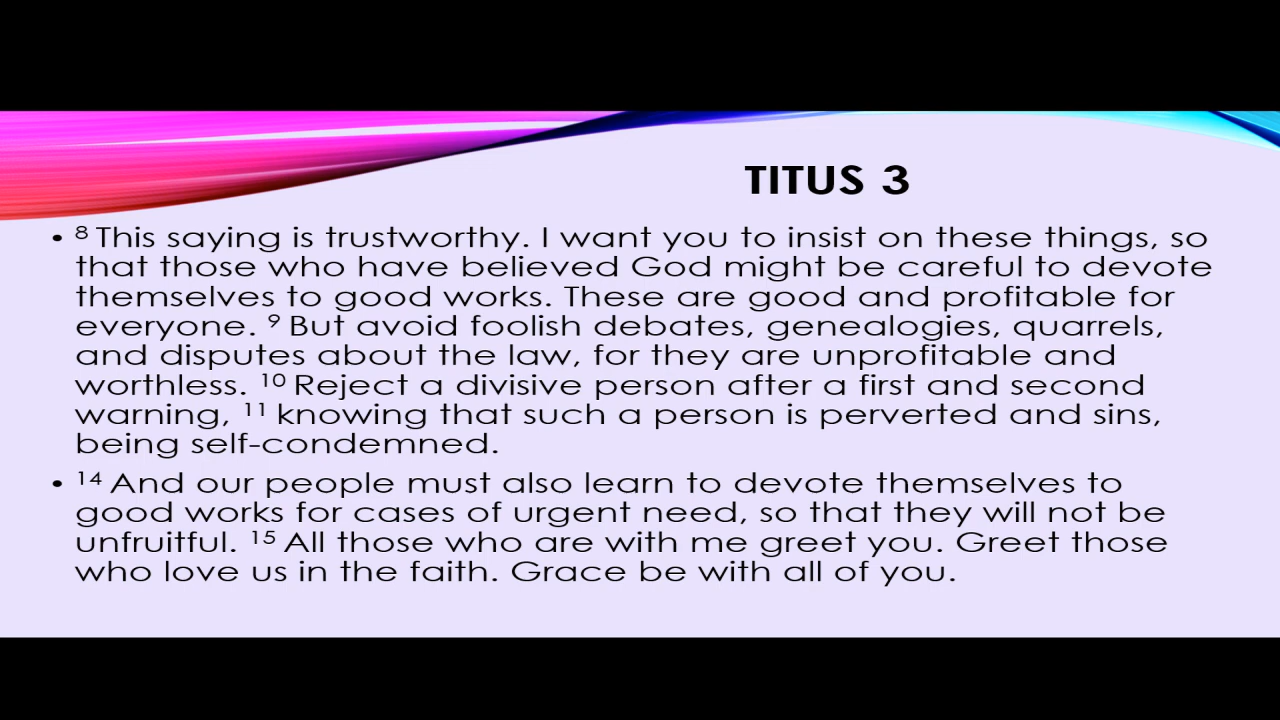 TITUS 3
• ⁸ This saying is trustworthy. I want you to insist on these things, so
that those who have believed God might be careful to devote
themselves to good works. These are good and profitable for
everyone. ⁹ But avoid foolish debates, genealogies, quarrels,
and disputes about the law, for they are unprofitable and
worthless. ¹⁰ Reject a divisive person after a first and second
warning, ¹¹ knowing that such a person is perverted and sins,
being self-condemned.
• ¹⁴ And our people must also learn to devote themselves to
good works for cases of urgent need, so that they will not be
unfruitful. ¹⁵ All those who are with me greet you. Greet those
who love us in the faith. Grace be with all of you.